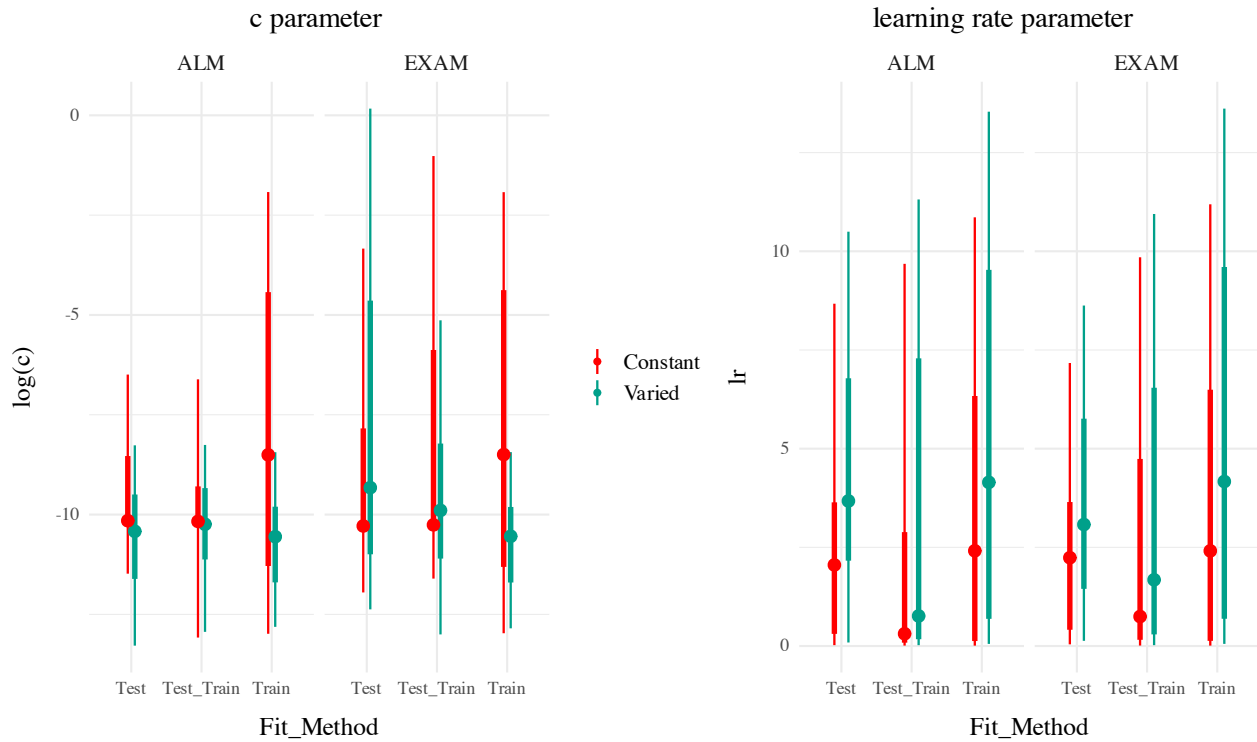 c parameter
ALM EXAM
0
-5
-10
log(c)
Test Test_Train Train Test Test_Train Train
Fit_Method
Constant
Varied
learning rate parameter
ALM EXAM
10
5
0
lr
Test Test_Train Train Test Test_Train Train
Fit_Method